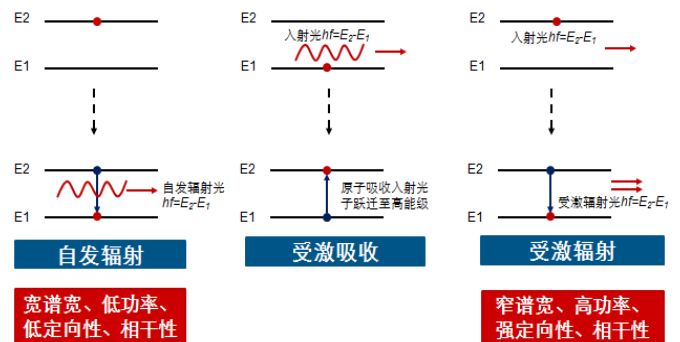 E2
E1
E2
E1
自发辐射光
hf=E₂-E₁
自发辐射
宽谱宽、低功率、
低定向性、相干性
E2
入射光hf=E₂-E₁
E1
E2
原子吸收入射光
子跃迁至高能级
E1
受激吸收
E2
入射光hf=E₂-E₁
E1
E2
受激辐射光hf=E₂-E₁
E1
受激辐射
窄谱宽、高功率、
强定向性、相干性